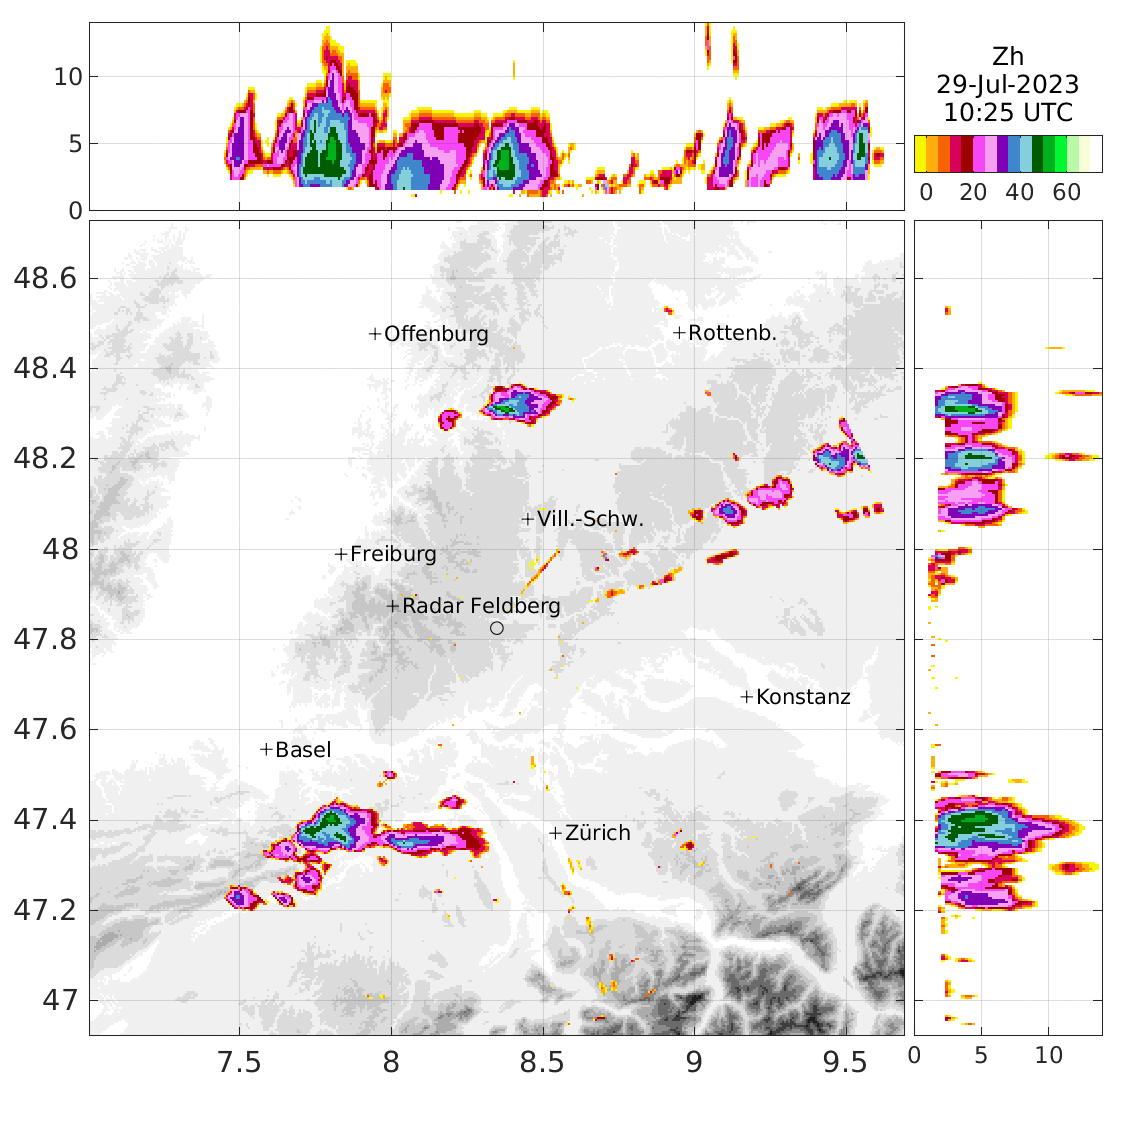 10
5
0
Zh
29-Jul-2023
10:25 UTC
0 20 40 60
48.6
48.4
48.2
48
47.8
47.6
47.4
47.2
47
Offenburg
Rottenb.
Vill.-Schw.
Freiburg
Radar Feldberg
Konstanz
Basel
Zürich
7.5 8 8.5 9 9.5
0 5 10